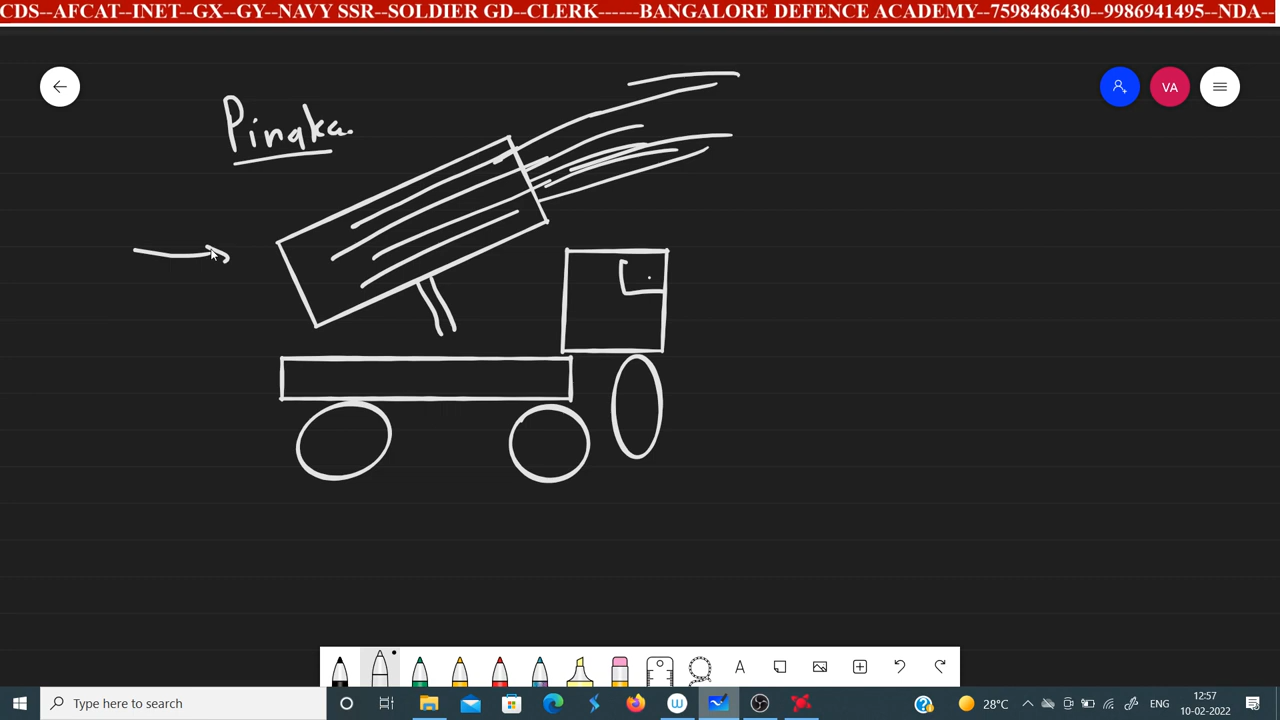 CDS--AFCAT--INET--GX--GY--NAVY SSR--SOLDIER GD--CLERK------BANGALORE DEFENCE ACADEMY--7598486430--9986941495--NDA--
VA
Pinaka.
A
Type here to search
28°C
ENG
12:57
10-02-2022